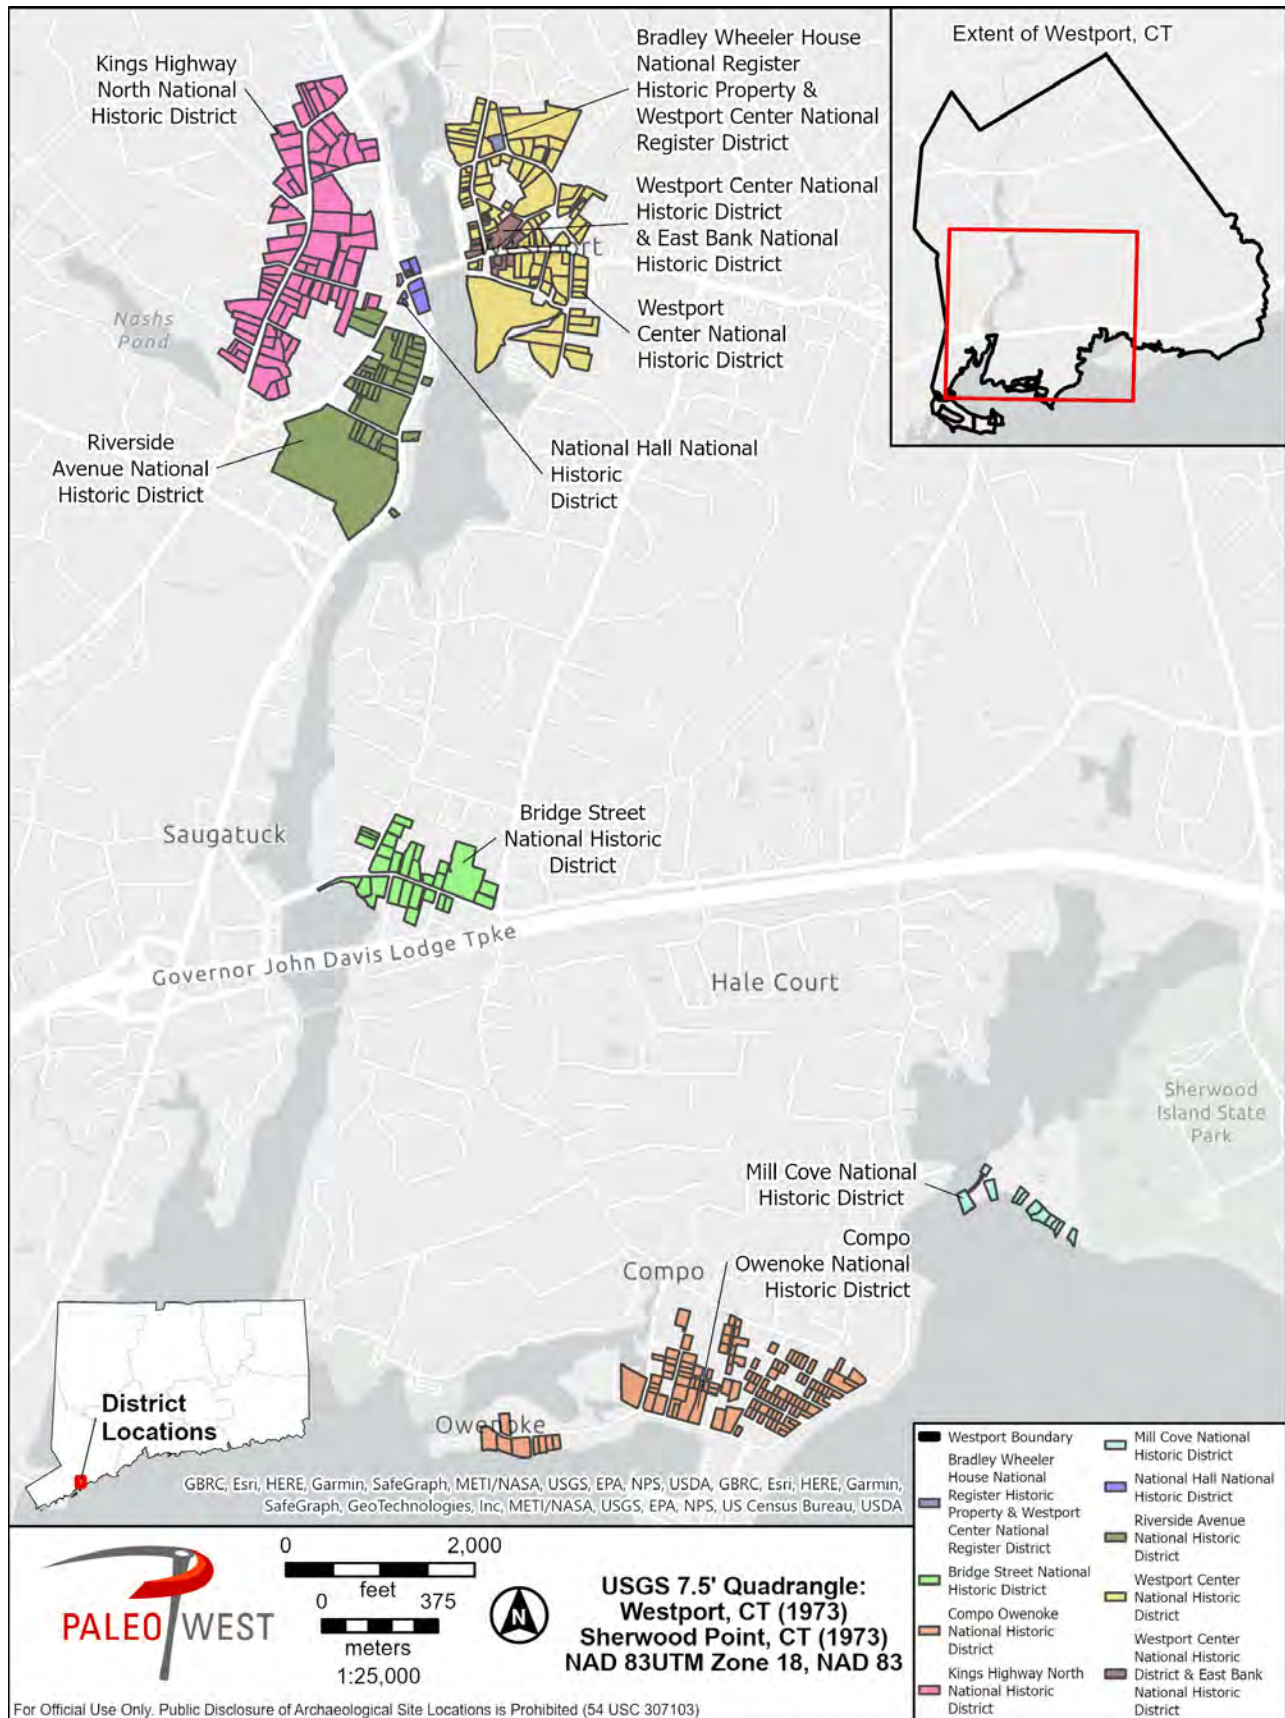 Kings Highway
North National
Historic District
Bradley Wheeler House
National Register
Historic Property &
Westport Center National
Register District
Extent of Westport, CT
Westport Center National
Historic District
& East Bank National
Historic District
Westport
Center National
Historic District
Nashs
Pond
Riverside
Avenue National
Historic District
National Hall National
Historic
District
Bridge Street
National Historic
District
Saugatuck
Governor John Davis Lodge Tpke
Hale Court
Sherwood
Island State
Park
Mill Cove National
Historic District
Compo
Owenoke National
Historic District
Compo
Owenoke
District
Locations
GBRC, Esri, HERE, Garmin, SafeGraph, METI/NASA, USGS, EPA, NPS, USDA, GBRC, Esri, HERE, Garmin,
SafeGraph, GeoTechnologies, Inc, METI/NASA, USGS, EPA, NPS, US Census Bureau, USDA
Westport Boundary
Bradley Wheeler
House National
Register Historic
Property & Westport
Center National
Register District
Bridge Street National
Historic District
Compo Owenoke
National Historic
District
Kings Highway North
National Historic
District
Mill Cove National
Historic District
National Hall National
Historic District
Riverside Avenue
National Historic
District
Westport Center
National Historic
District
Westport Center
National Historic
District & East Bank
National Historic
District
PALEO WEST
0 2,000
feet
0 375
meters
1:25,000
N
USGS 7.5' Quadrangle:
Westport, CT (1973)
Sherwood Point, CT (1973)
NAD 83UTM Zone 18, NAD 83
For Official Use Only. Public Disclosure of Archaeological Site Locations is Prohibited (54 USC 307103)